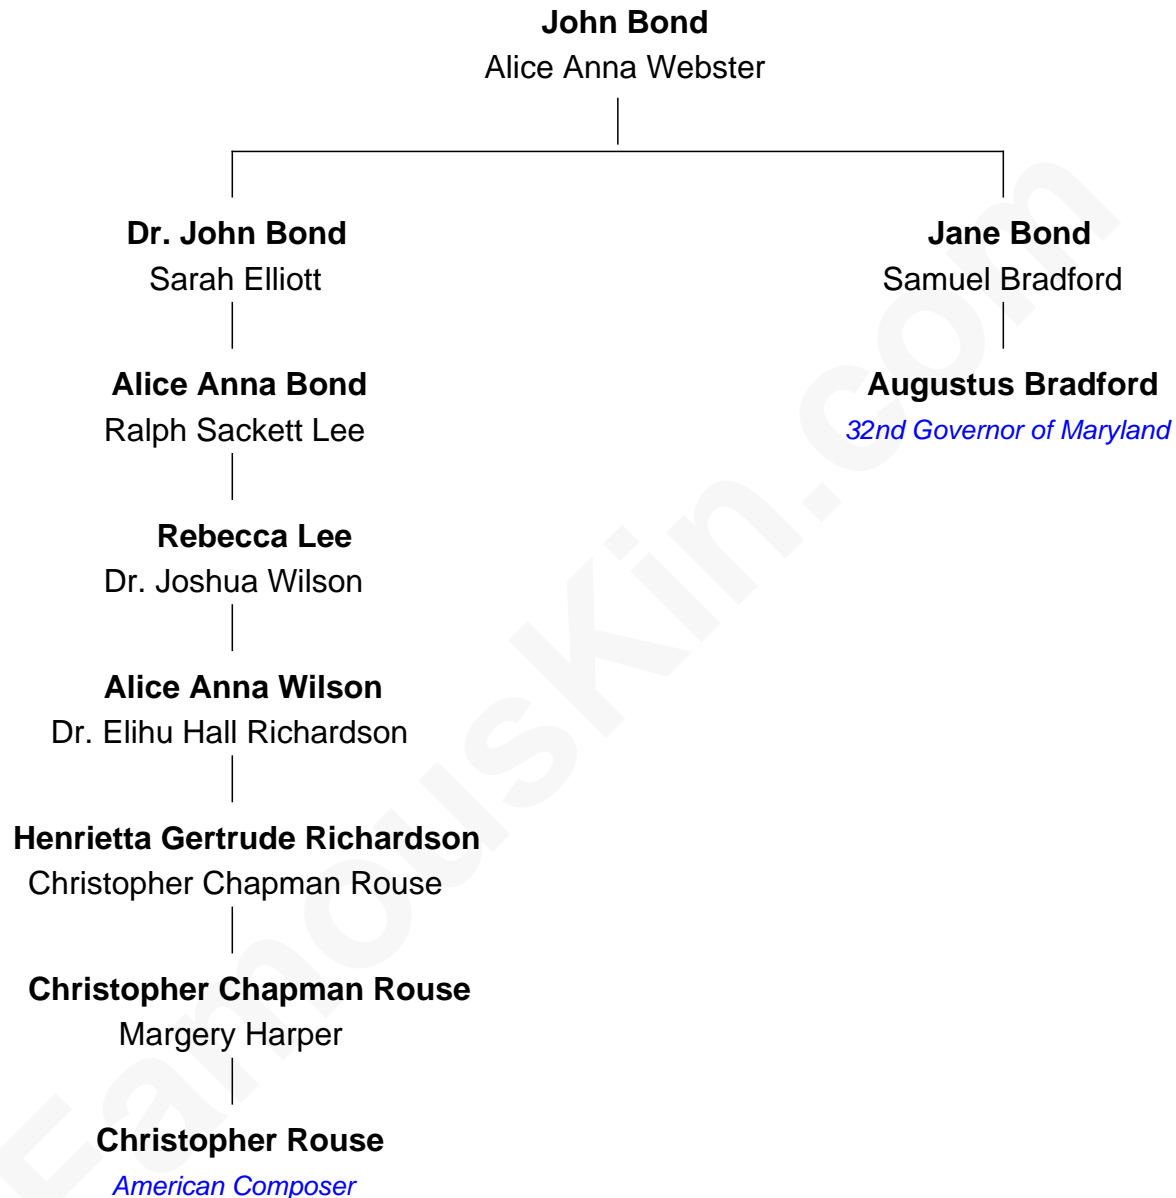 John Bond
Alice Anna Webster
Dr. John Bond
Sarah Elliott
Jane Bond
Samuel Bradford
Alice Anna Bond
Ralph Sackett Lee
Augustus Bradford
32nd Governor of Maryland
Rebecca Lee
Dr. Joshua Wilson
Alice Anna Wilson
Dr. Elihu Hall Richardson
Henrietta Gertrude Richardson
Christopher Chapman Rouse
Christopher Chapman Rouse
Margery Harper
Christopher Rouse
American Composer
FamousKin.com